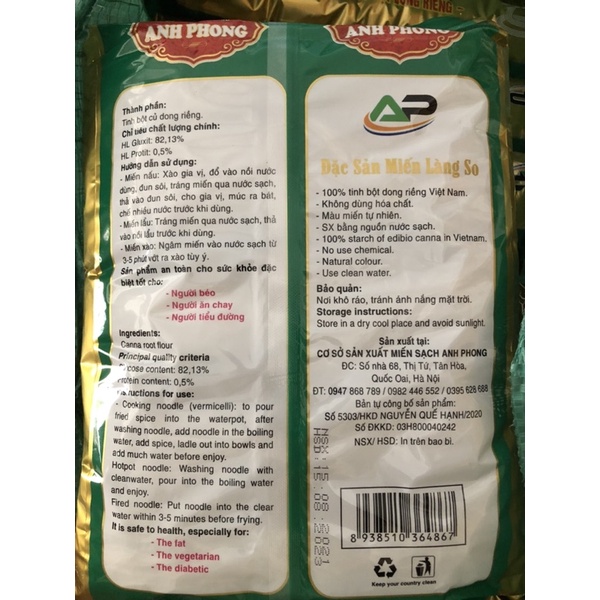 LONG RIỀNG
ANH PHONG
Thành phần:
Tinh bột củ dong riềng.
Chỉ tiêu chất lượng chính:
HL Gluxit: 82,13%
HL Protit: 0,5%
Hướng dẫn sử dụng:
- Miến nấu: Xào gia vị, đổ vào nồi nước
dùng, đun sôi, tráng miến qua nước sạch,
thả vào đun sôi, cho gia vị, múc ra bát,
chế nhiều nước trước khi dùng.
- Miến lẩu: Tráng miến qua nước sạch, thả
vào nồi lẩu trước khi dùng.
- Miến xào: Ngâm miến vào nước sạch từ
3-5 phút vớt ra xào tùy ý.
Sản phẩm an toàn cho sức khỏe đặc
biệt tốt cho:
- Người béo
- Người ăn chay
- Người tiểu đường
Ingredients:
Canna root flour
Principal quality criteria
cose content: 82,13%
rotein content: 0,5%
nstructions for use:
- Cooking noodle (vermicelli): to pour
fried spice into the waterpot, after
washing noodle, add noodle in the boiling
water, add spice, ladle out into bowls and
add much water before enjoy.
Hotpot noodle: Washing noodle with
cleanwater, pour into the boiling water
and enjoy.
Fired noodle: Put noodle into the clear
water within 3-5 minutes before frying.
It is safe to health, especially for:
- The fat
- The vegetarian
- The diabetic
ANH PHONG
AP
Đặc Sản Miến Làng So
- 100% tinh bột dong riềng Việt Nam.
- Không dùng hóa chất.
- Màu miến tự nhiên.
- SX bằng nguồn nước sạch.
- 100% starch of edibio canna in Vietnam.
- No use chemical.
- Natural colour.
- Use clean water.
Bảo quản:
Nơi khô ráo, tránh ánh nắng mặt trời.
Storage instructions:
Store in a dry cool place and avoid sunlight.
Sản xuất tại:
CƠ SỞ SẢN XUẤT MIẾN SẠCH ANH PHONG
ĐC: Số nhà 68, Thị Tứ, Tân Hòa,
Quốc Oai, Hà Nội
ĐT: 0947 868 789 / 0982 446 552 / 0395 628 688
Bản tự công bố sản phẩm:
Số 5303/HKD NGUYỄN QUẾ HẠNH/2020
Số ĐKKD: 03H800040242
NSX/ HSD: In trên bao bì.
NSX:15.08.2021
HSD:15.08.2023
8 938510 364867
Keep your country clean